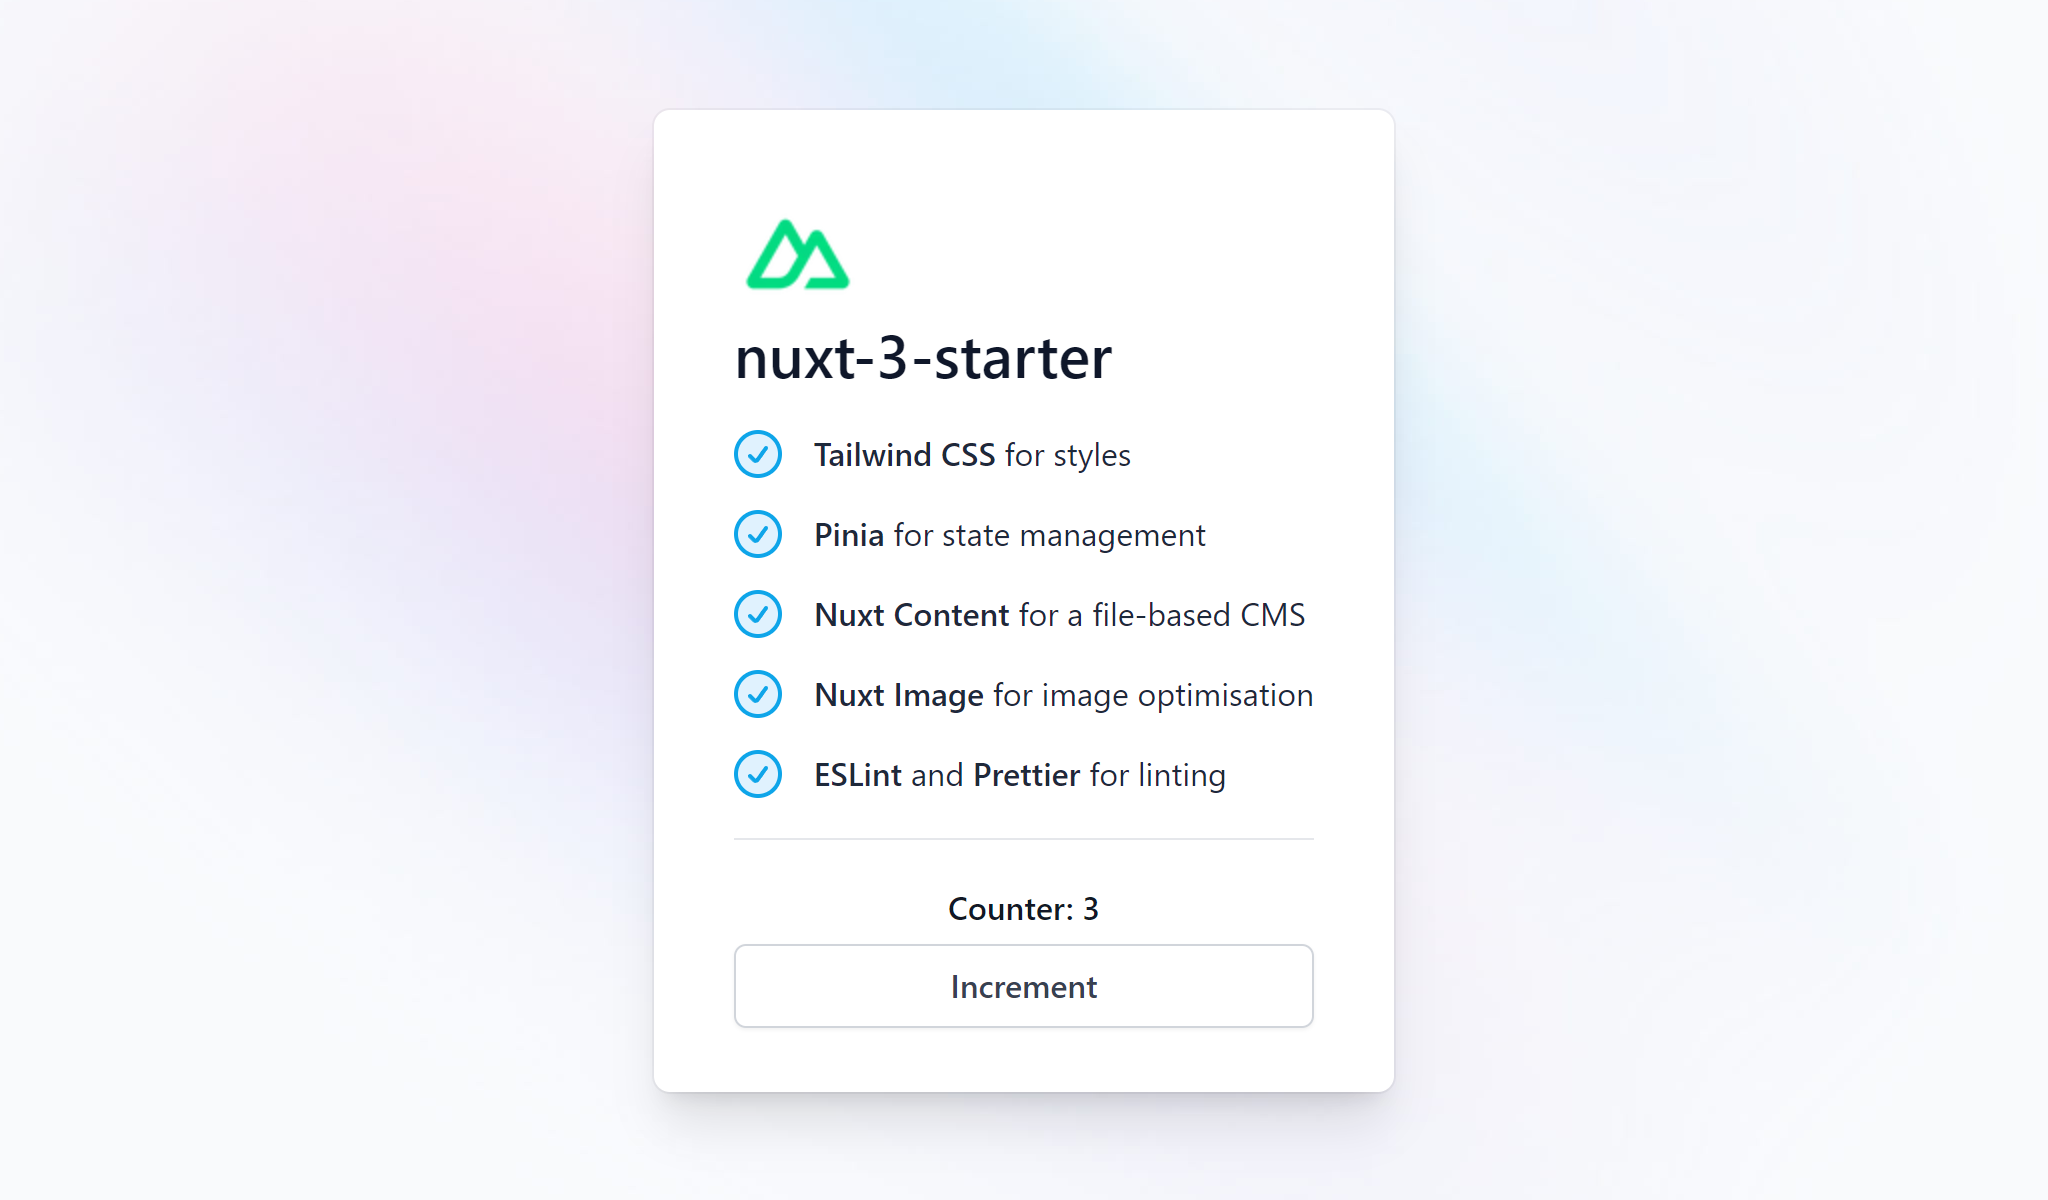 nuxt-3-starter
Tailwind CSS for styles
Pinia for state management
Nuxt Content for a file-based CMS
Nuxt Image for image optimisation
ESLint and Prettier for linting
Counter: 3
Increment